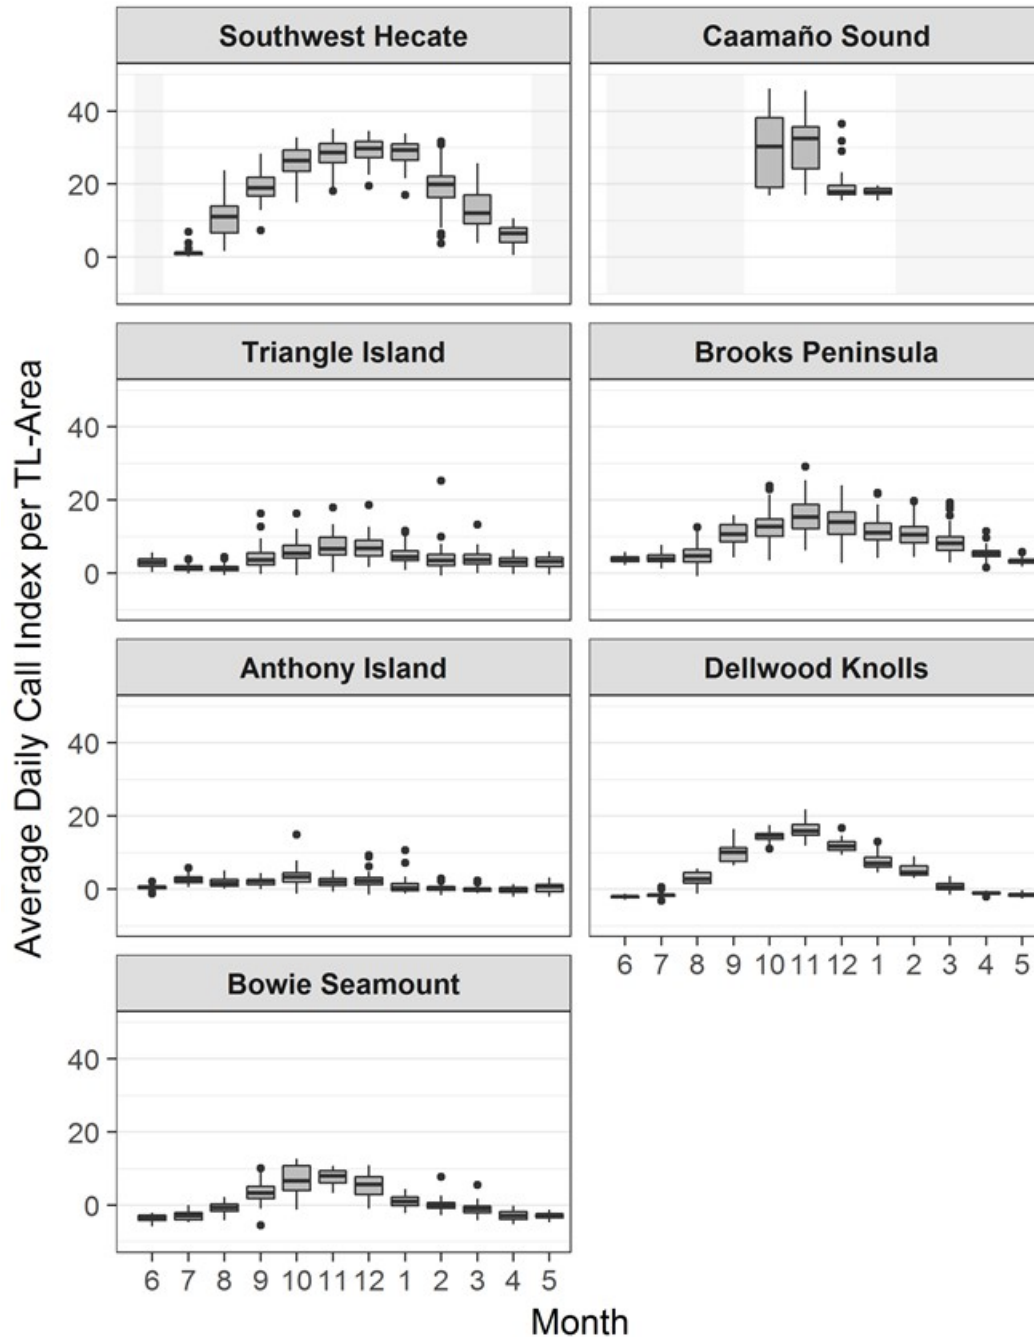 Southwest Hecate
Caamaño Sound
40
20
0
Triangle Island
Brooks Peninsula
40
20
0
Average Daily Call Index per TL-Area
Anthony Island
Dellwood Knolls
40
20
0
6 7 8 9 10 11 12 1 2 3 4 5
Bowie Seamount
40
20
0
6 7 8 9 10 11 12 1 2 3 4 5
Month